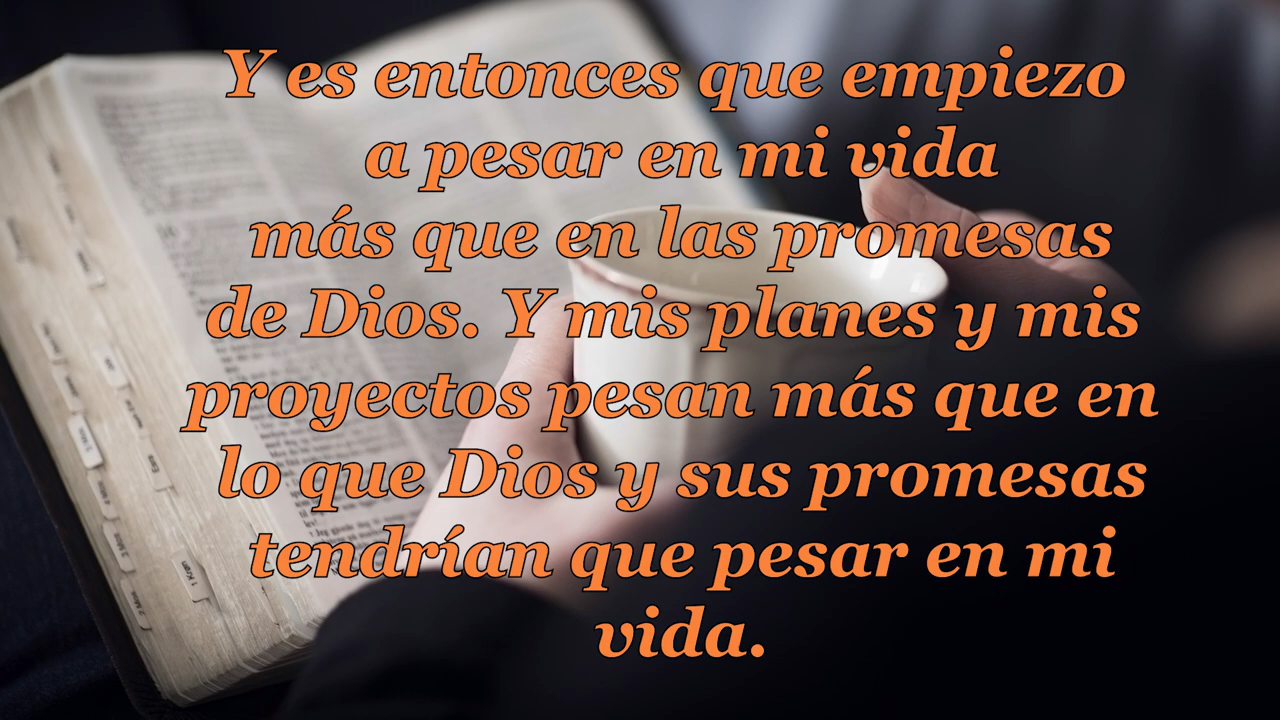 Y es entonces que empiezo
a pesar en mi vida
más que en las promesas
de Dios. Y mis planes y mis
proyectos pesan más que en
lo que Dios y sus promesas
tendrían que pesar en mi
vida.